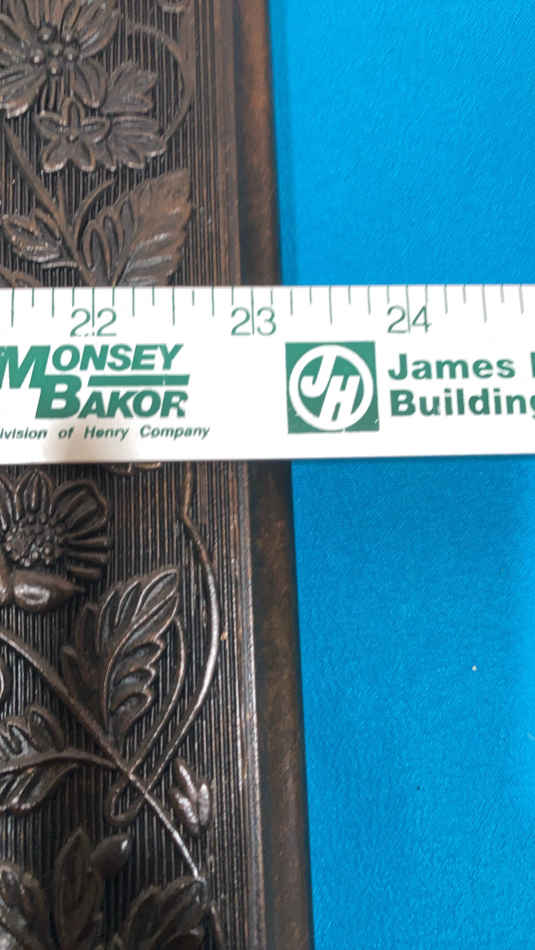 22 23 24
MONSEY
BAKOR
ivision of Henry Company
JH
James
Building